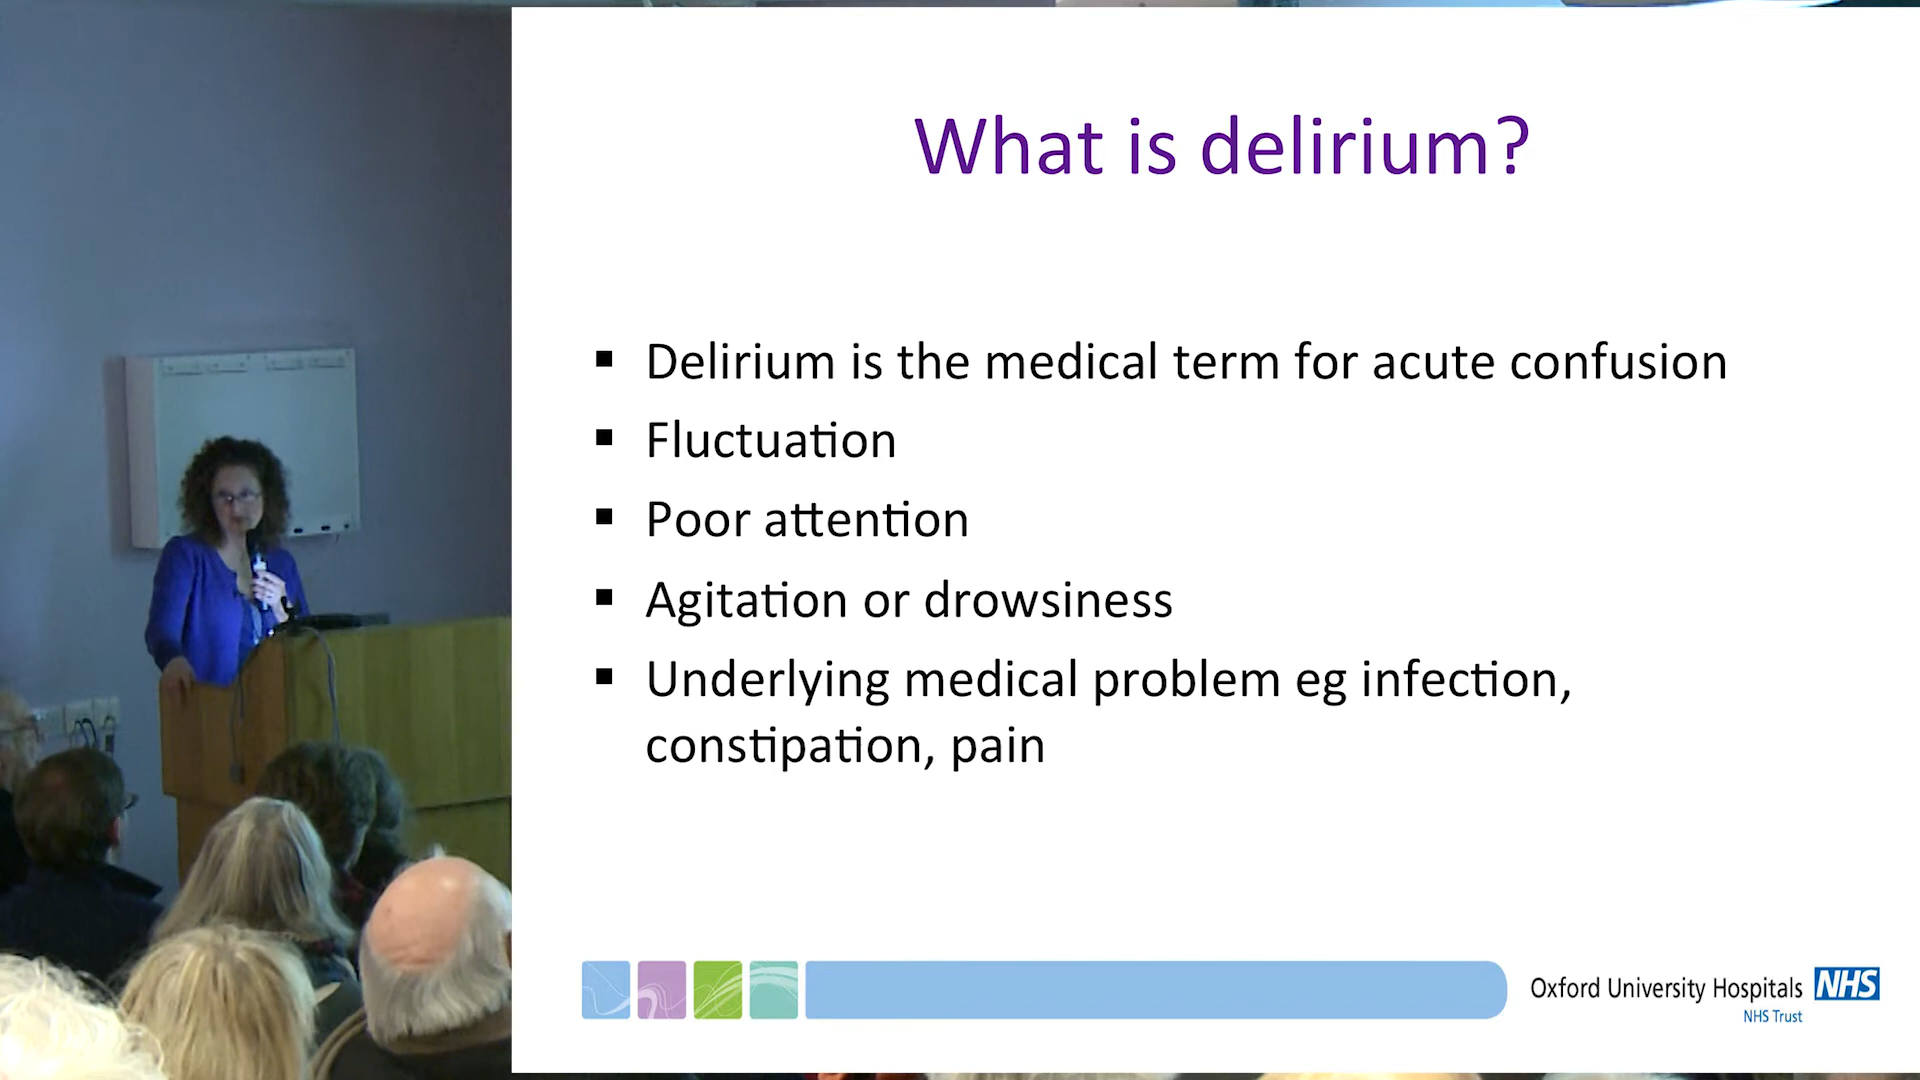 What is delirium?
▪ Delirium is the medical term for acute confusion
▪ Fluctuation
▪ Poor attention
▪ Agitation or drowsiness
▪ Underlying medical problem eg infection,
constipation, pain
Oxford University Hospitals NHS
NHS Trust